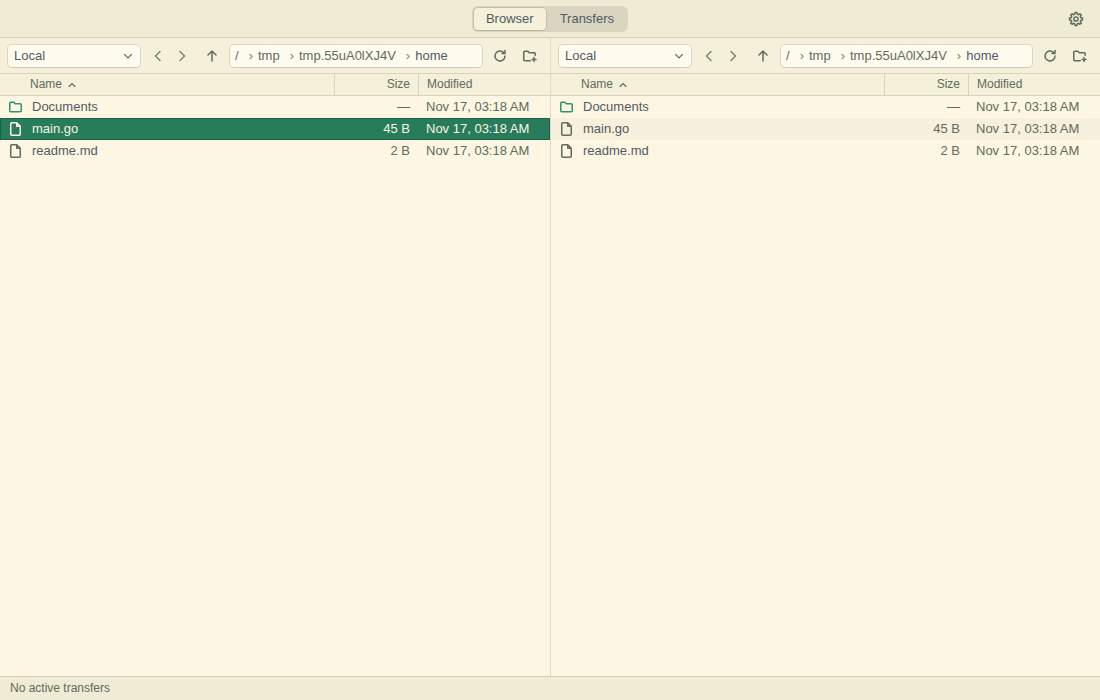 Browser Transfers
Local / › tmp › tmp.55uA0lXJ4V › home Local / › tmp › tmp.55uA0lXJ4V › home
Name Size Modified Name Size Modified
Documents — Nov 17, 03:18 AM Documents — Nov 17, 03:18 AM
main.go 45 B Nov 17, 03:18 AM main.go 45 B Nov 17, 03:18 AM
readme.md 2 B Nov 17, 03:18 AM readme.md 2 B Nov 17, 03:18 AM
No active transfers